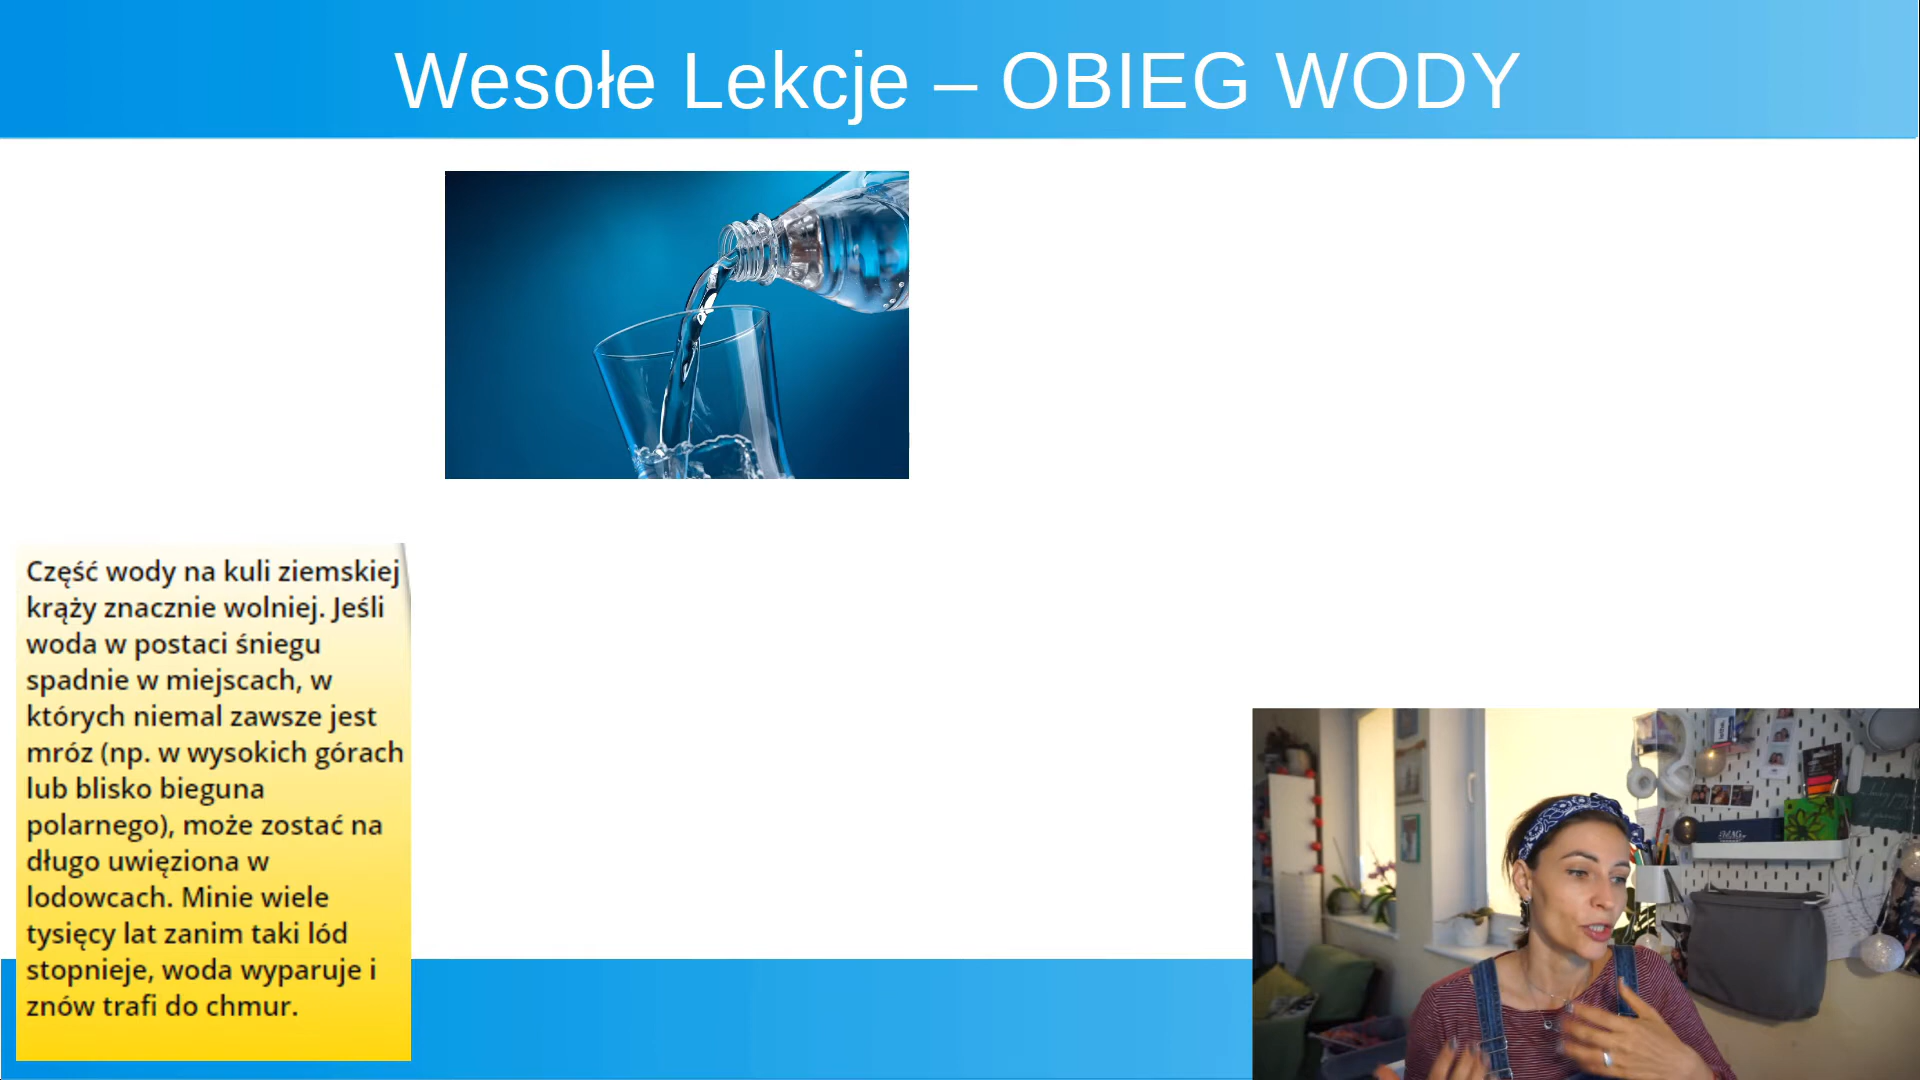 Wesołe Lekcje – OBIEG WODY
Część wody na kuli ziemskiej
krąży znacznie wolniej. Jeśli
woda w postaci śniegu
spadnie w miejscach, w
których niemal zawsze jest
mróz (np. w wysokich górach
lub blisko bieguna
polarnego), może zostać na
długo uwięziona w
lodowcach. Minie wiele
tysięcy lat zanim taki lód
stopnieje, woda wyparuje i
znów trafi do chmur.